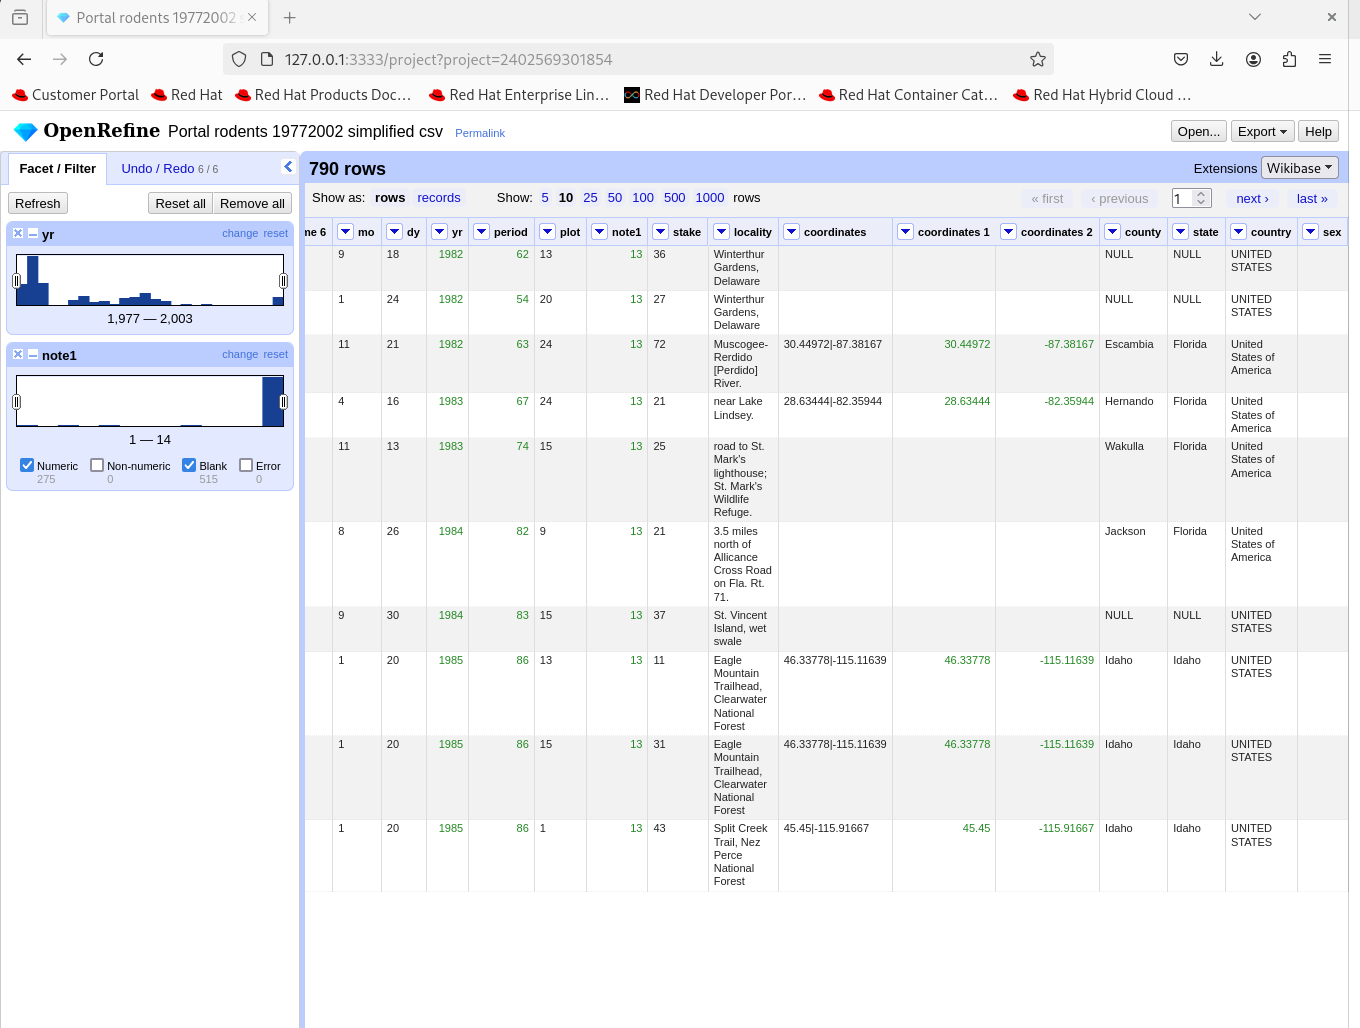 Portal rodents 19772002 s
127.0.0.1:3333/project?project=2402569301854
Customer Portal Red Hat Red Hat Products Doc… Red Hat Enterprise Lin… Red Hat Developer Por… Red Hat Container Cat… Red Hat Hybrid Cloud …
OpenRefine Portal rodents 19772002 simplified csv Permalink Open... Export Help
Facet / Filter Undo / Redo 6 / 6
790 rows Extensions Wikibase
Refresh Reset all Remove all
Show as: rows records Show: 5 10 25 50 100 500 1000 rows « first ‹ previous 1 next › last »
yr change reset
1,977 — 2,003
note1 change reset
1 — 14
Numeric Non-numeric Blank Error
275 0 515 0
me 6 mo dy yr period plot note1 stake locality coordinates coordinates 1 coordinates 2 county state country sex
9 18 1982 62 13 13 36 Winterthur NULL NULL UNITED
Gardens, STATES
Delaware
1 24 1982 54 20 13 27 Winterthur NULL NULL UNITED
Gardens, STATES
Delaware
11 21 1982 63 24 13 72 Muscogee- 30.44972|-87.38167 30.44972 -87.38167 Escambia Florida United
Rerdido States of
[Perdido] America
River.
4 16 1983 67 24 13 21 near Lake 28.63444|-82.35944 28.63444 -82.35944 Hernando Florida United
Lindsey. States of
America
11 13 1983 74 15 13 25 road to St. Wakulla Florida United
Mark's States of
lighthouse; America
St. Mark's
Wildlife
Refuge.
8 26 1984 82 9 13 21 3.5 miles Jackson Florida United
north of States of
Allicance America
Cross Road
on Fla. Rt.
71.
9 30 1984 83 15 13 37 St. Vincent NULL NULL UNITED
Island, wet STATES
swale
1 20 1985 86 13 13 11 Eagle 46.33778|-115.11639 46.33778 -115.11639 Idaho Idaho UNITED
Mountain STATES
Trailhead,
Clearwater
National
Forest
1 20 1985 86 15 13 31 Eagle 46.33778|-115.11639 46.33778 -115.11639 Idaho Idaho UNITED
Mountain STATES
Trailhead,
Clearwater
National
Forest
1 20 1985 86 1 13 43 Split Creek 45.45|-115.91667 45.45 -115.91667 Idaho Idaho UNITED
Trail, Nez STATES
Perce
National
Forest